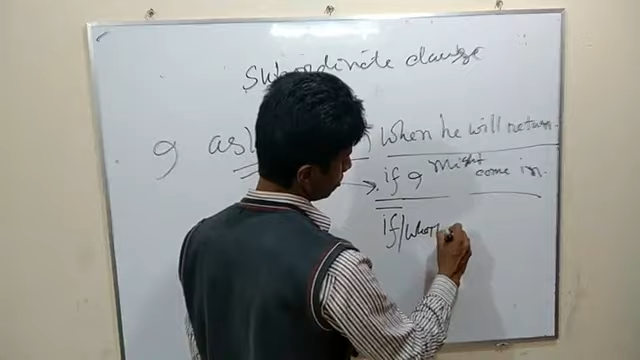 Subordinate clause
I as when he will return
if I might come in.
if/whet